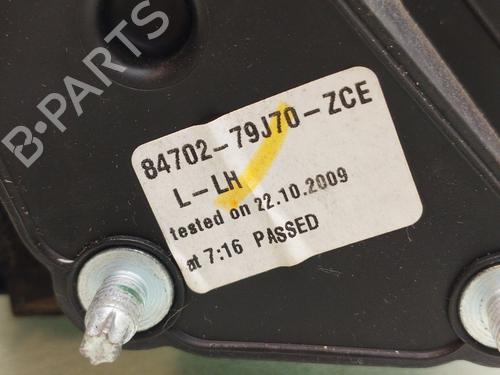 B-PARTS
84702-79J70-ZCE
L-LH
tested on 22.10.2009
at 7:16 PASSED